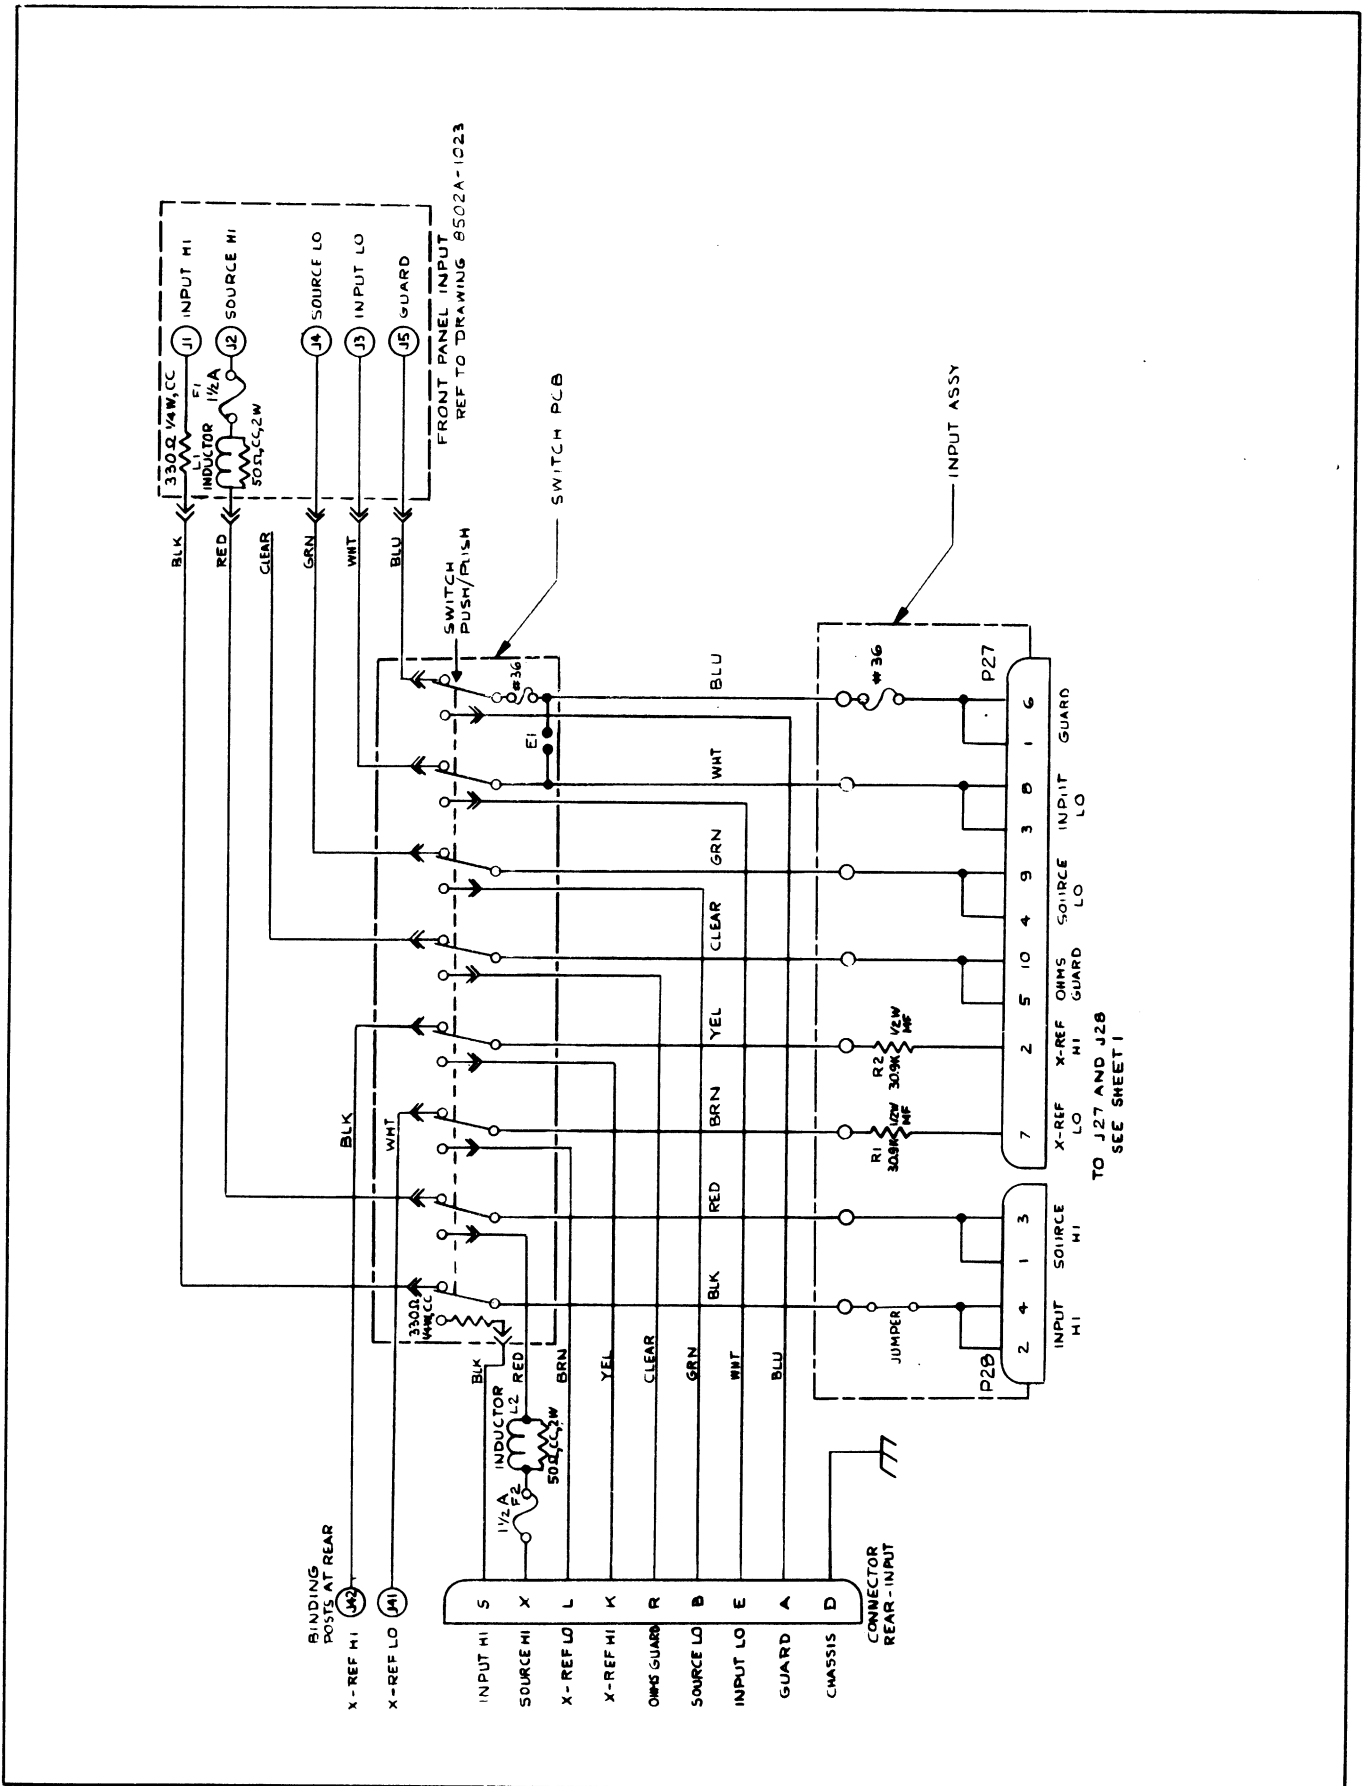 330Ω 1/4W,CC
J1 INPUT HI
L1
INDUCTOR
F1
1½A
J2 SOURCE HI
50Ω,CC,2W
J4 SOURCE LO
J3 INPUT LO
J5 GUARD
FRONT PANEL INPUT
REF TO DRAWING 8502A-1023
BLK
RED
CLEAR
GRN
WHT
BLU
SWITCH
PUSH/PUSH
SWITCH PCB
INPUT ASSY
#36
E1
BLK
WHT
330Ω
1/4W,CC
BLU
WHT
GRN
CLEAR
YEL
BRN
RED
BLK
#36
P27
6
1
GUARD
8
3
INPUT
LO
9
4
SOURCE
LO
10
5
OHMS
GUARD
R2
30.9K
1/2W
MF
2
X-REF
HI
R1
30.9K
1/2W
MF
7
X-REF
LO
TO J27 AND J28
SEE SHEET 1
3
1
SOURCE
HI
JUMPER
4
2
INPUT
HI
P28
BLK
RED
BRN
YEL
CLEAR
GRN
WHT
BLU
INDUCTOR
L2
50Ω,CC,2W
1½ A
F2
BINDING
POSTS AT REAR
X-REF HI J42
X-REF LO J41
INPUT HI S
SOURCE HI X
X-REF LO L
X-REF HI K
OHMS GUARD R
SOURCE LO B
INPUT LO E
GUARD A
CHASSIS D
CONNECTOR
REAR-INPUT